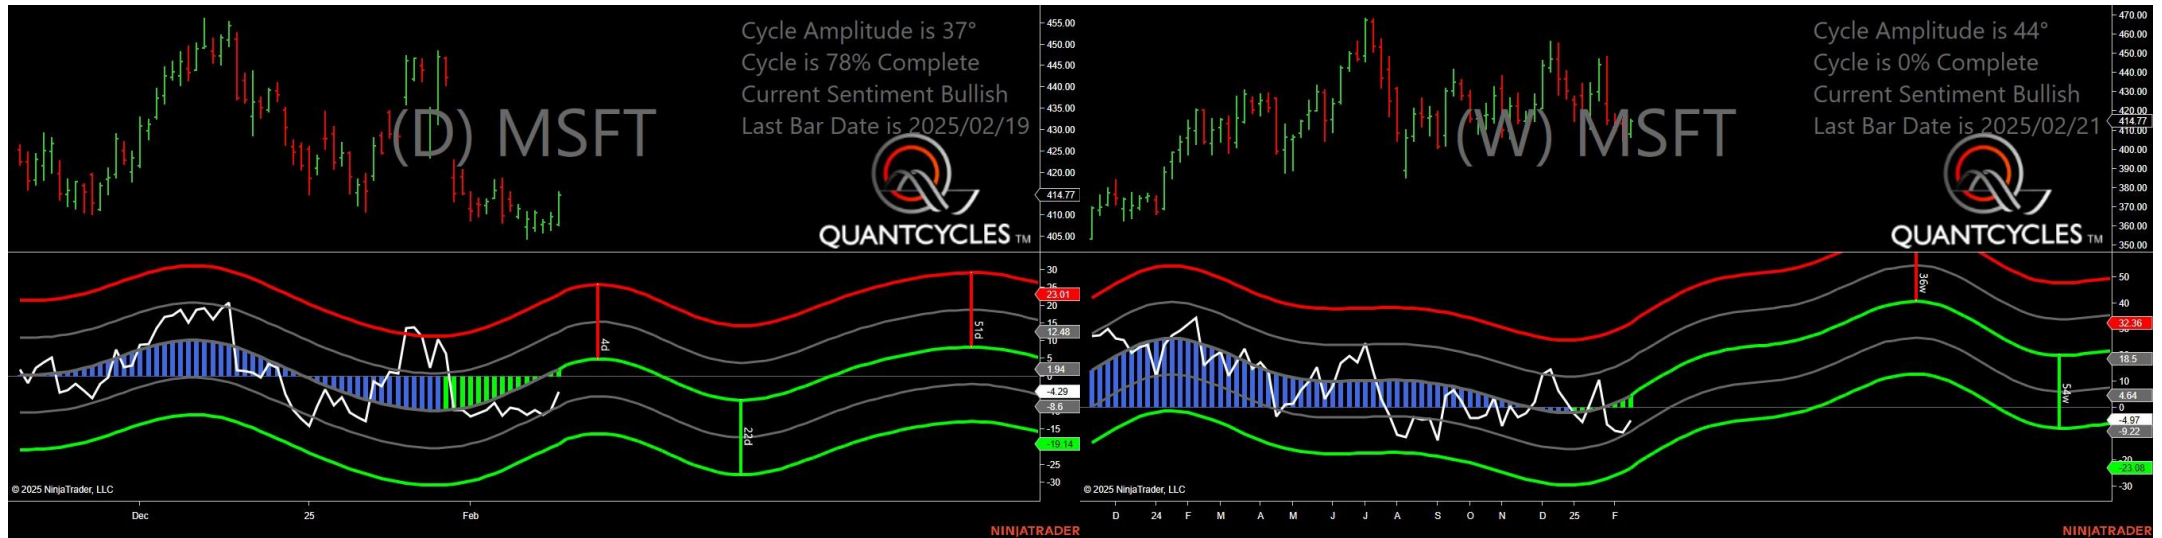 Cycle Amplitude is 37°
Cycle is 78% Complete
Current Sentiment Bullish
Last Bar Date is 2025/02/19
(D) MSFT
QUANTCYCLES TM
455.00
450.00
445.00
440.00
435.00
430.00
425.00
420.00
414.77
410.00
405.00
30
25
23.01
20
15
12.48
10
5
1.94
0
-4.29
-8.6
-15
-19.14
-25
-30
4d
22d
51d
© 2025 NinjaTrader, LLC
Dec
25
Feb
NINJATRADER
Cycle Amplitude is 44°
Cycle is 0% Complete
Current Sentiment Bullish
Last Bar Date is 2025/02/21
(W) MSFT
QUANTCYCLES TM
470.00
460.00
450.00
440.00
430.00
420.00
414.77
410.00
400.00
390.00
380.00
370.00
360.00
350.00
50
40
32.36
18.5
10
4.64
0
-4.97
-9.22
-20
-23.08
-30
36w
54w
© 2025 NinjaTrader, LLC
D
24
F
M
A
M
J
J
A
S
O
N
D
25
F
NINJATRADER